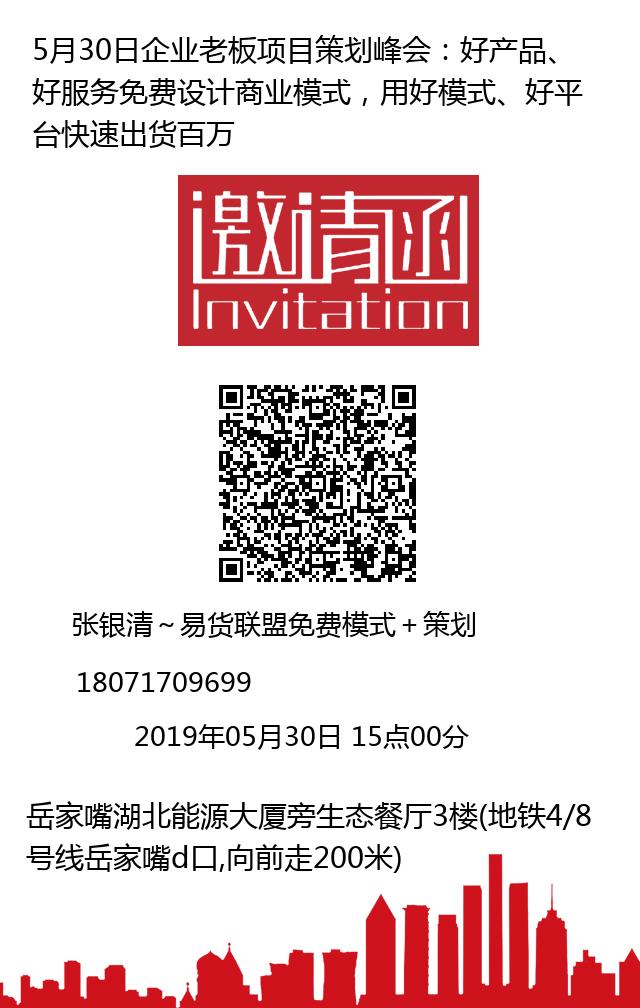 5月30日企业老板项目策划峰会：好产品、
好服务免费设计商业模式，用好模式、好平
台快速出货百万
邀请函
Invitation
张银清～易货联盟免费模式＋策划
18071709699
2019年05月30日 15点00分
岳家嘴湖北能源大厦旁生态餐厅3楼(地铁4/8
号线岳家嘴d口,向前走200米)